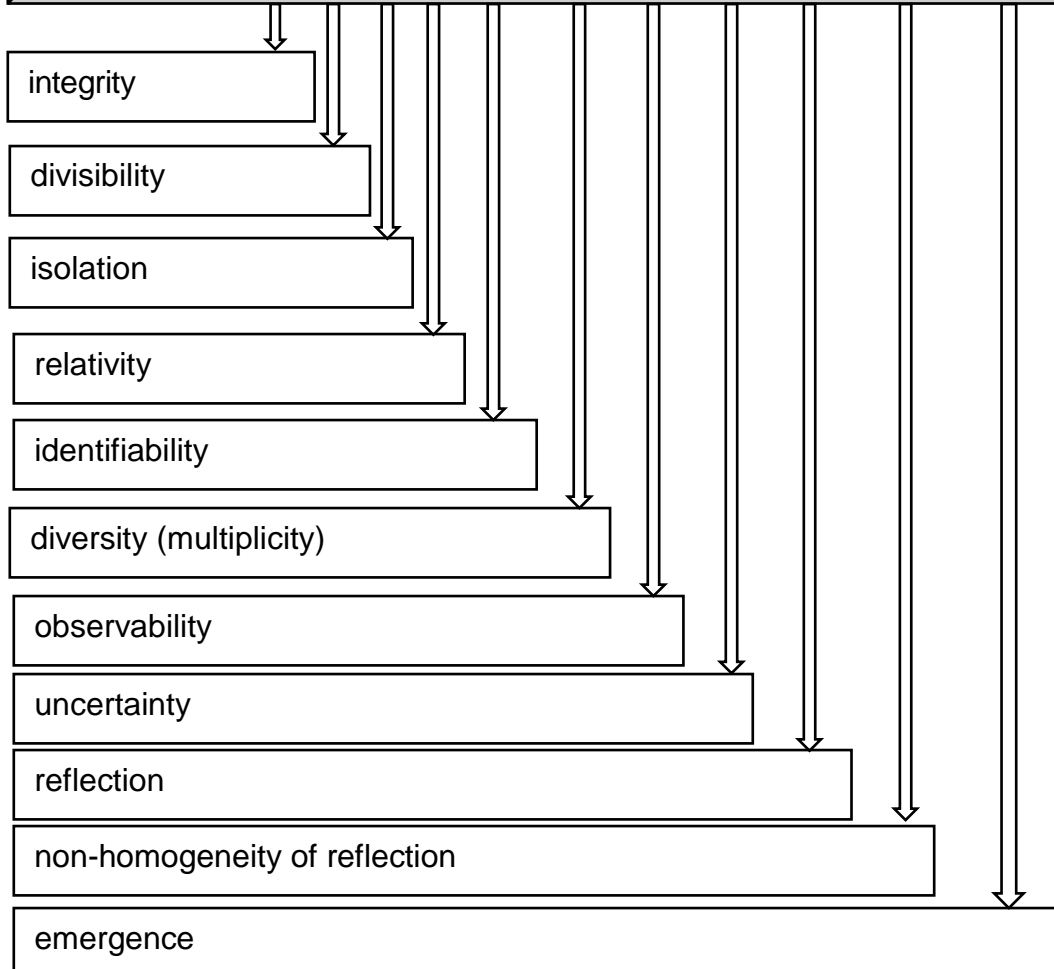 integrity
divisibility
isolation
relativity
identifiability
diversity (multiplicity)
observability
uncertainty
reflection
non-homogeneity of reflection
emergence